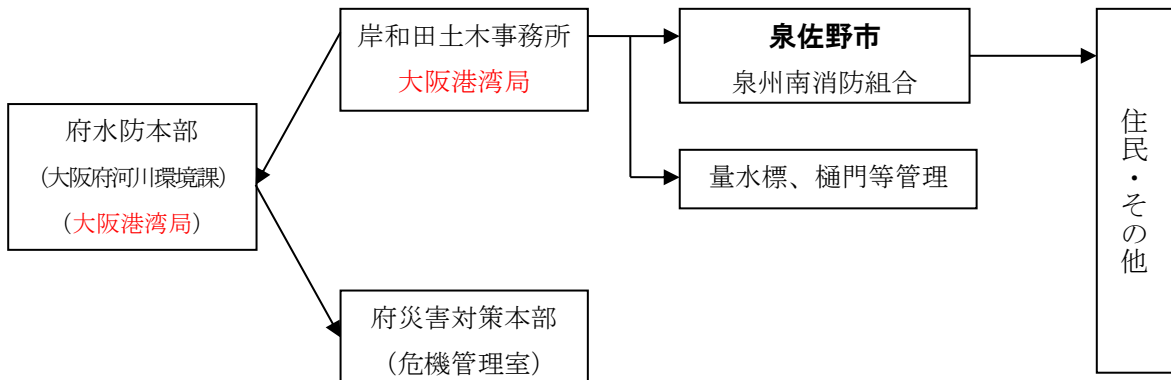 岸和田土木事務所
大阪港湾局
泉佐野市
泉州南消防組合
府水防本部
（大阪府河川環境課）
（大阪港湾局）
量水標、樋門等管理
住民・その他
府災害対策本部
（危機管理室）